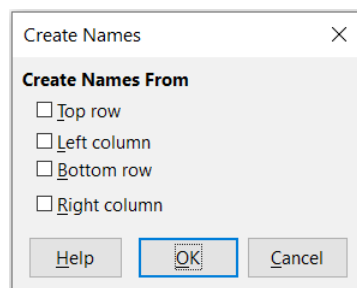 Create Names
Create Names From
Top row
Left column
Bottom row
Right column
Help OK Cancel